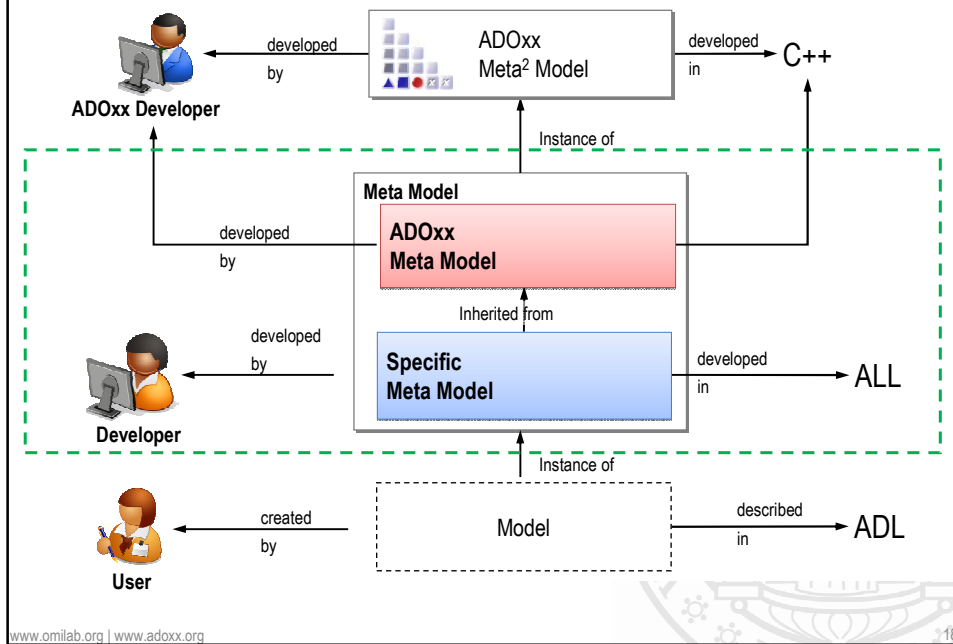 developed
by
ADOxx
Meta² Model
developed
in
C++
ADOxx Developer
Instance of
Meta Model
developed
by
ADOxx
Meta Model
Inherited from
developed
by
Specific
Meta Model
developed
in
ALL
Developer
Instance of
created
by
Model
described
in
ADL
User
www.omilab.org | www.adoxx.org
18